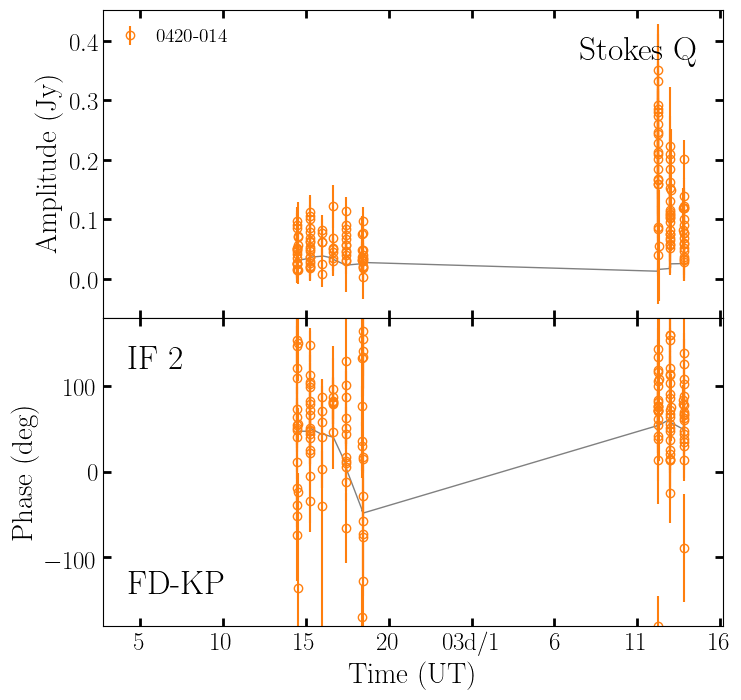 0420-014
Stokes Q
Amplitude (Jy)
0.4
0.3
0.2
0.1
0.0
IF 2
FD-KP
Phase (deg)
100
0
−100
5 10 15 20 03d/1 6 11 16
Time (UT)